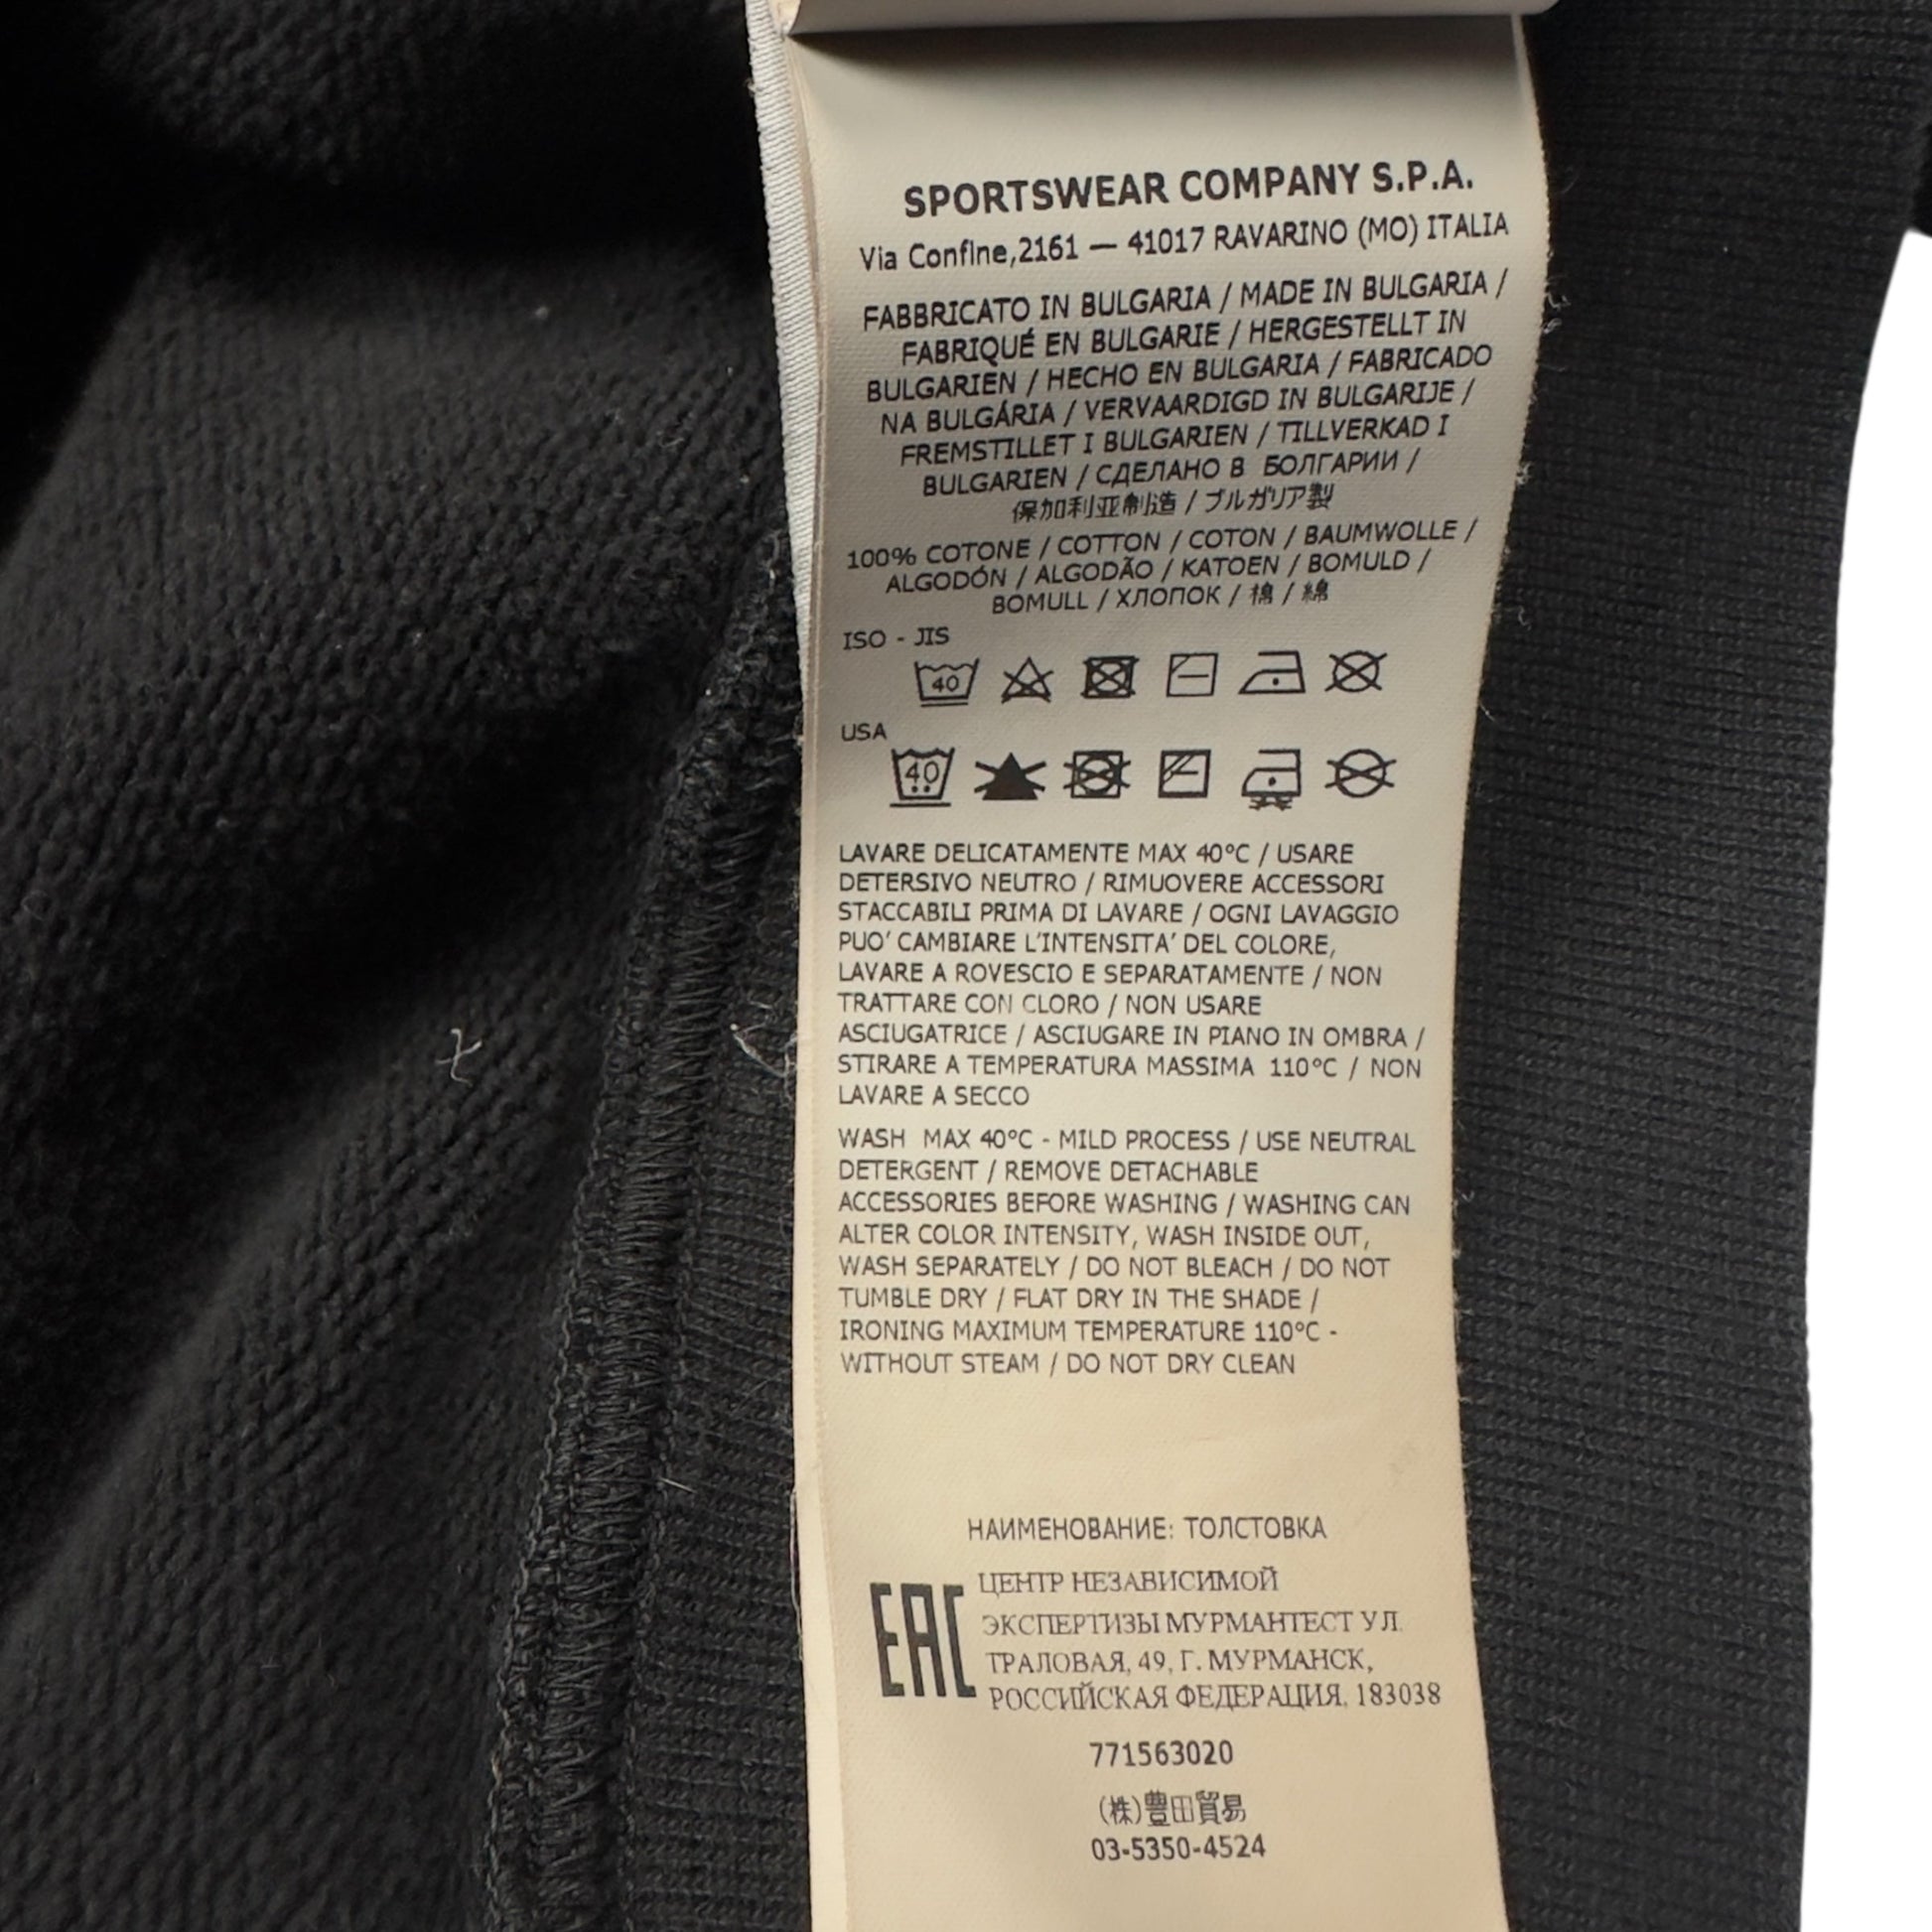 SPORTSWEAR COMPANY S.P.A.
Via Confine,2161 — 41017 RAVARINO (MO) ITALIA
FABBRICATO IN BULGARIA / MADE IN BULGARIA /
FABRIQUÉ EN BULGARIE / HERGESTELLT IN
BULGARIEN / HECHO EN BULGARIA / FABRICADO
NA BULGÁRIA / VERVAARDIGD IN BULGARIJE /
FREMSTILLET I BULGARIEN / TILLVERKAD I
BULGARIEN / СДЕЛАНО В БОЛГАРИИ /
保加利亚制造 / ブルガリア製
100% COTONE / COTTON / COTON / BAUMWOLLE /
ALGODÓN / ALGODÃO / KATOEN / BOMULD /
BOMULL / ХЛОПОК / 棉 / 綿
ISO - JIS
40
USA
40
LAVARE DELICATAMENTE MAX 40°C / USARE
DETERSIVO NEUTRO / RIMUOVERE ACCESSORI
STACCABILI PRIMA DI LAVARE / OGNI LAVAGGIO
PUO' CAMBIARE L'INTENSITA' DEL COLORE,
LAVARE A ROVESCIO E SEPARATAMENTE / NON
TRATTARE CON CLORO / NON USARE
ASCIUGATRICE / ASCIUGARE IN PIANO IN OMBRA /
STIRARE A TEMPERATURA MASSIMA 110°C / NON
LAVARE A SECCO
WASH MAX 40°C - MILD PROCESS / USE NEUTRAL
DETERGENT / REMOVE DETACHABLE
ACCESSORIES BEFORE WASHING / WASHING CAN
ALTER COLOR INTENSITY, WASH INSIDE OUT,
WASH SEPARATELY / DO NOT BLEACH / DO NOT
TUMBLE DRY / FLAT DRY IN THE SHADE /
IRONING MAXIMUM TEMPERATURE 110°C -
WITHOUT STEAM / DO NOT DRY CLEAN
НАИМЕНОВАНИЕ: ТОЛСТОВКА
EAC
ЦЕНТР НЕЗАВИСИМОЙ
ЭКСПЕРТИЗЫ МУРМАНТЕСТ УЛ.
ТРАЛОВАЯ, 49, Г. МУРМАНСК,
РОССИЙСКАЯ ФЕДЕРАЦИЯ, 183038
771563020
(株)豊田貿易
03-5350-4524